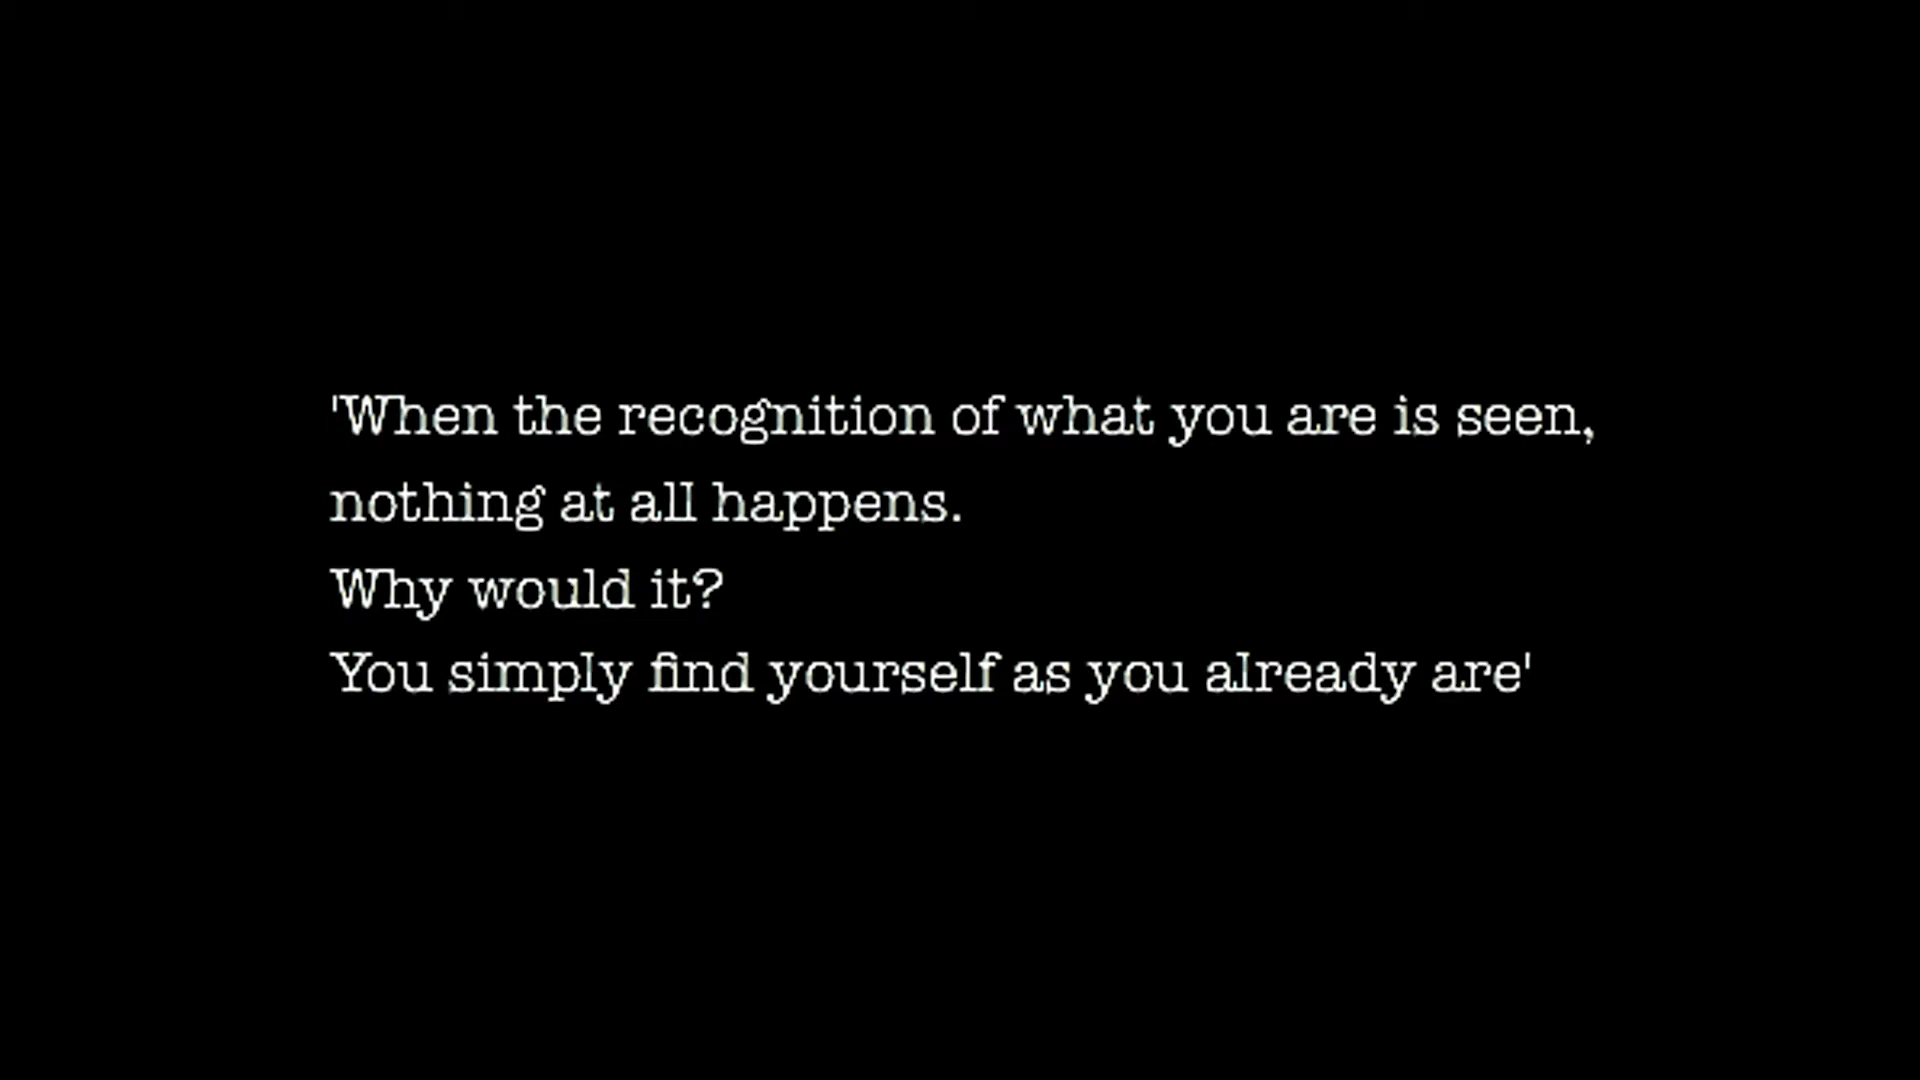 'When the recognition of what you are is seen,
nothing at all happens.
Why would it?
You simply find yourself as you already are'